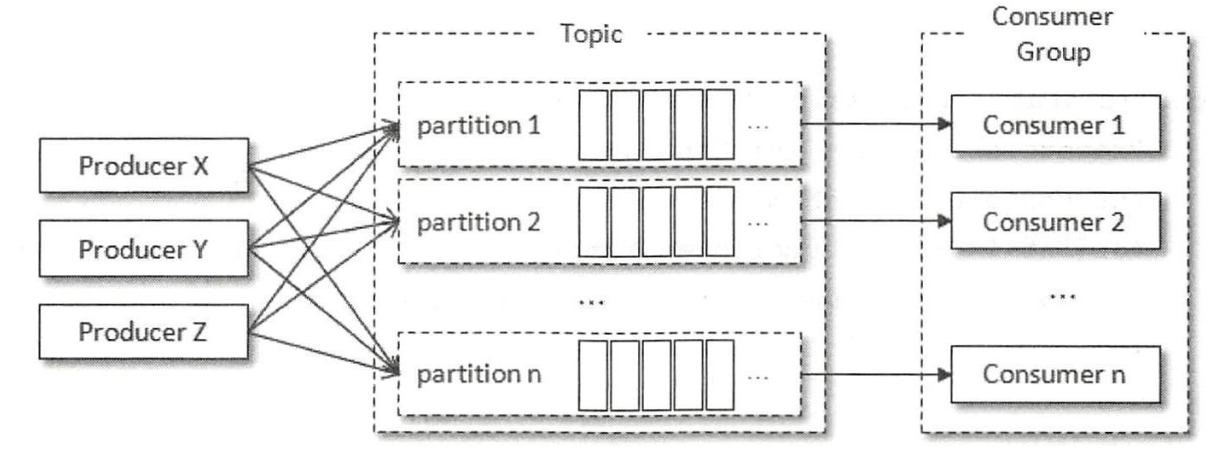 Topic
Consumer
Group
partition 1
...
Consumer 1
Producer X
partition 2
...
Consumer 2
Producer Y
...
...
Producer Z
partition n
...
Consumer n